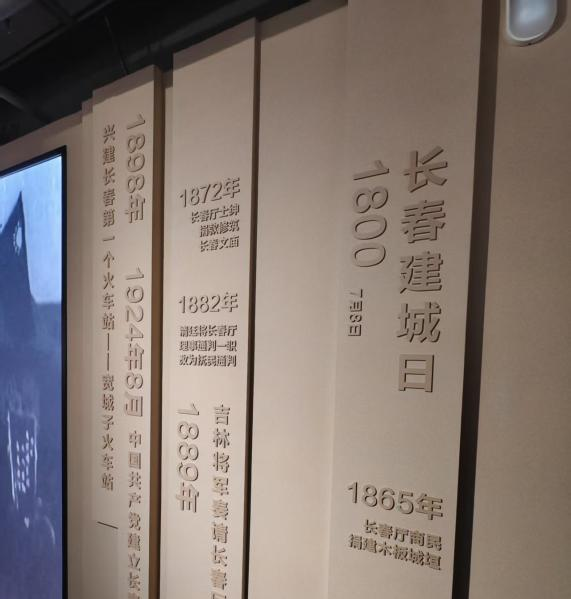 长春建城日
1800 7月8日
1865年
长春厅商民
捐建木板城垣
1872年
长春厅士绅
捐款修筑
长春文庙
1882年
清廷将长春厅
理事通判一职
改为抚民通判
1889年
吉林将军奏请长春
1898年
兴建长春第一个火车站——宽城子火车站
1924年8月 中国共产党建立长